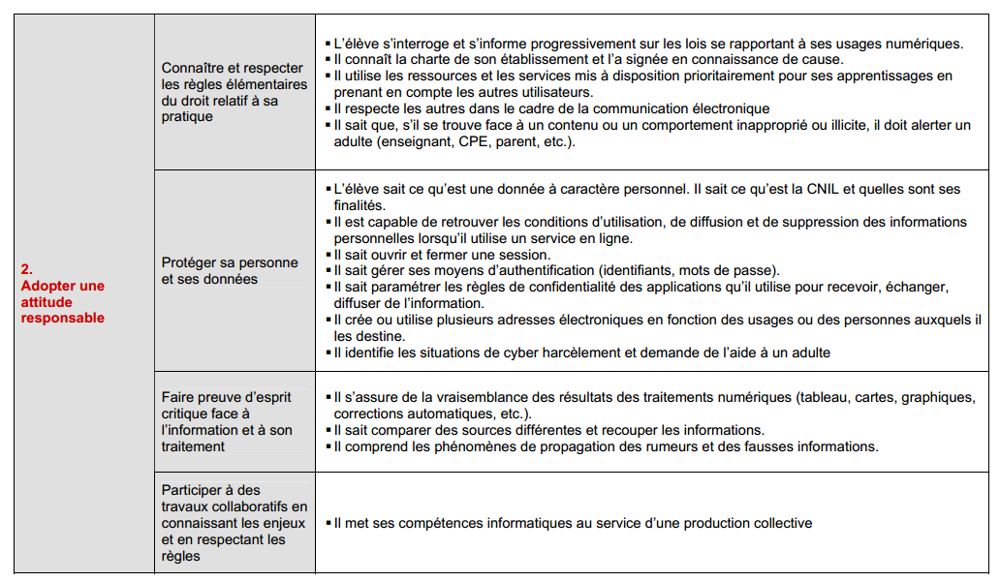 2.
Adopter une
attitude
responsable
Connaître et respecter
les règles élémentaires
du droit relatif à sa
pratique
▪ L’élève s’interroge et s’informe progressivement sur les lois se rapportant à ses usages numériques.
▪ Il connaît la charte de son établissement et l’a signée en connaissance de cause.
▪ Il utilise les ressources et les services mis à disposition prioritairement pour ses apprentissages en
prenant en compte les autres utilisateurs.
▪ Il respecte les autres dans le cadre de la communication électronique
▪ Il sait que, s’il se trouve face à un contenu ou un comportement inapproprié ou illicite, il doit alerter un
adulte (enseignant, CPE, parent, etc.).
Protéger sa personne
et ses données
▪ L’élève sait ce qu’est une donnée à caractère personnel. Il sait ce qu’est la CNIL et quelles sont ses
finalités.
▪ Il est capable de retrouver les conditions d’utilisation, de diffusion et de suppression des informations
personnelles lorsqu’il utilise un service en ligne.
▪ Il sait ouvrir et fermer une session.
▪ Il sait gérer ses moyens d’authentification (identifiants, mots de passe).
▪ Il sait paramétrer les règles de confidentialité des applications qu’il utilise pour recevoir, échanger,
diffuser de l’information.
▪ Il crée ou utilise plusieurs adresses électroniques en fonction des usages ou des personnes auxquels il
les destine.
▪ Il identifie les situations de cyber harcèlement et demande de l’aide à un adulte
Faire preuve d’esprit
critique face à
l’information et à son
traitement
▪ Il s’assure de la vraisemblance des résultats des traitements numériques (tableau, cartes, graphiques,
corrections automatiques, etc.).
▪ Il sait comparer des sources différentes et recouper les informations.
▪ Il comprend les phénomènes de propagation des rumeurs et des fausses informations.
Participer à des
travaux collaboratifs en
connaissant les enjeux
et en respectant les
règles
▪ Il met ses compétences informatiques au service d’une production collective